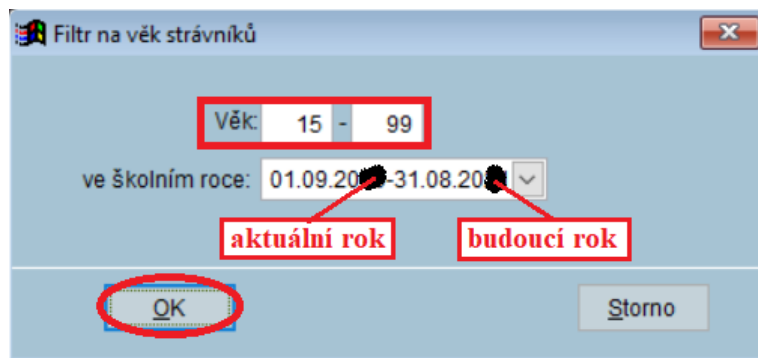 Filtr na věk strávníků
Věk: 15 - 99
ve školním roce: 01.09.20 -31.08.20
aktuální rok budoucí rok
OK Storno